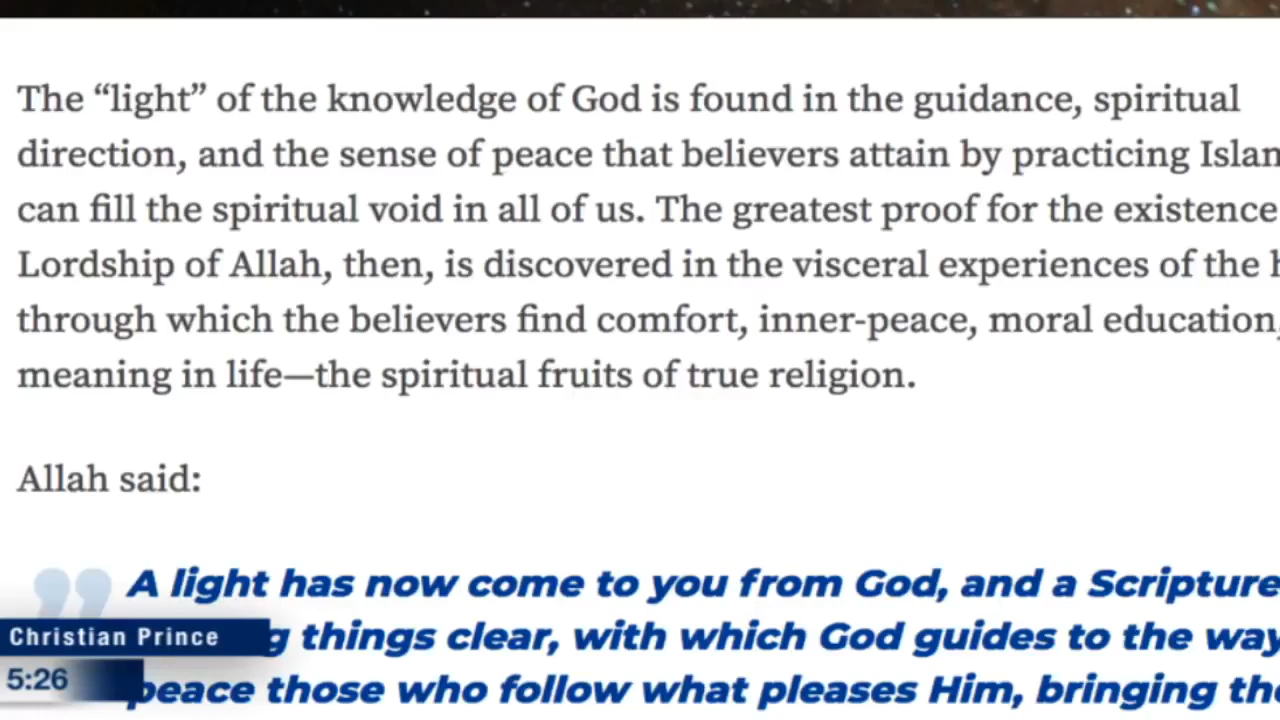 The “light” of the knowledge of God is found in the guidance, spiritual
direction, and the sense of peace that believers attain by practicing
can fill the spiritual void in all of us. The greatest proof for the existence
Lordship of Allah, then, is discovered in the visceral experiences of the
through which the believers find comfort, inner-peace, moral education,
meaning in life—the spiritual fruits of true religion.
Allah said:
A light has now come to you from God, and a Scripture
things clear, with which God guides to the way
peace those who follow what pleases Him, bringing
Christian Prince
5:26